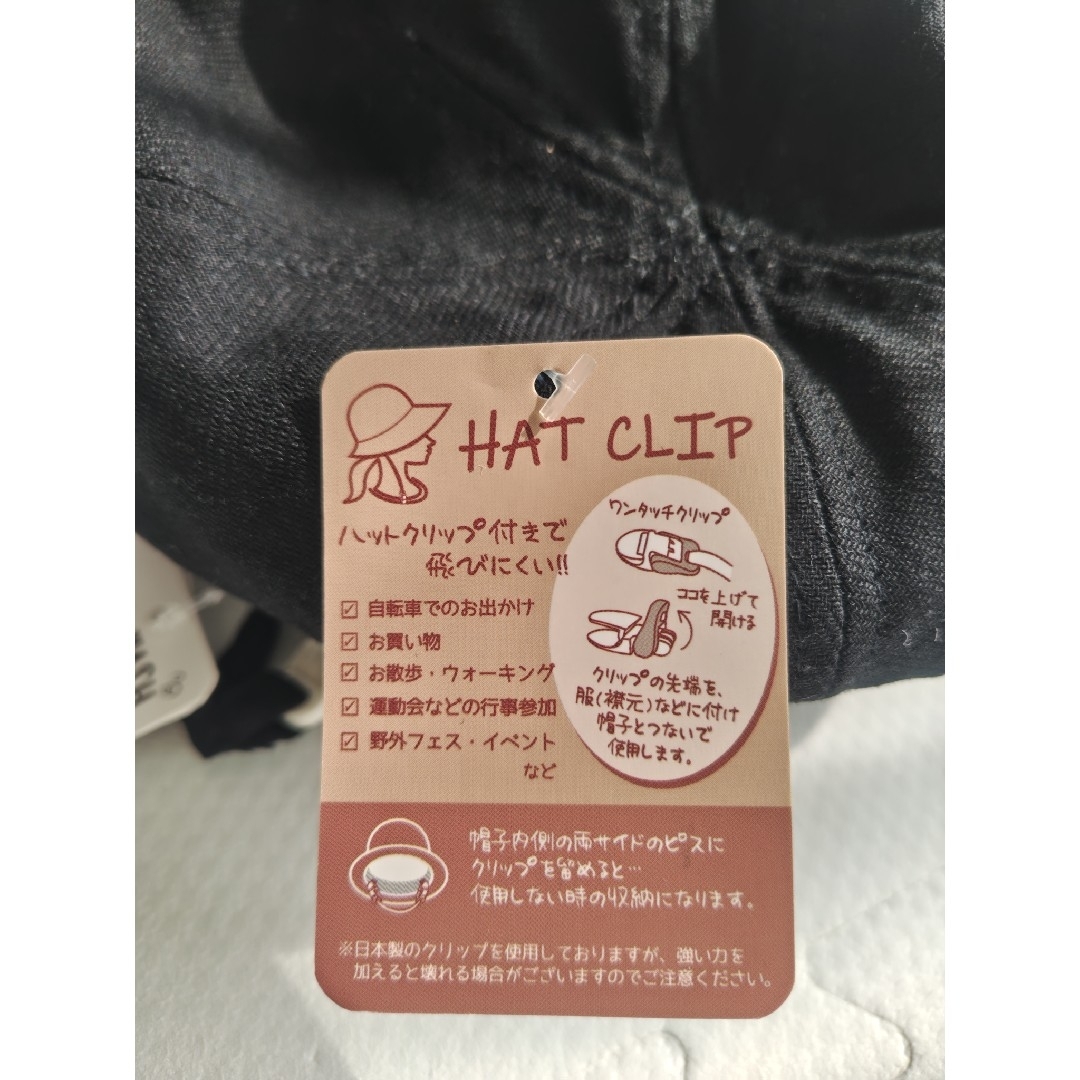 HAT CLIP
ハットクリップ付きで
飛びにくい!!
☑ 自転車でのお出かけ
☑ お買い物
☑ お散歩・ウォーキング
☑ 運動会などの行事参加
☑ 野外フェス・イベント
など
ワンタッチクリップ
ココを上げて
開ける
クリップの先端を、
服(襟元)などに付け
帽子とつないで
使用します。
帽子内側の両サイドのピスに
クリップを留めると…
使用しない時の収納になります。
※日本製のクリップを使用しておりますが、強い力を
加えると壊れる場合がございますのでご注意ください。